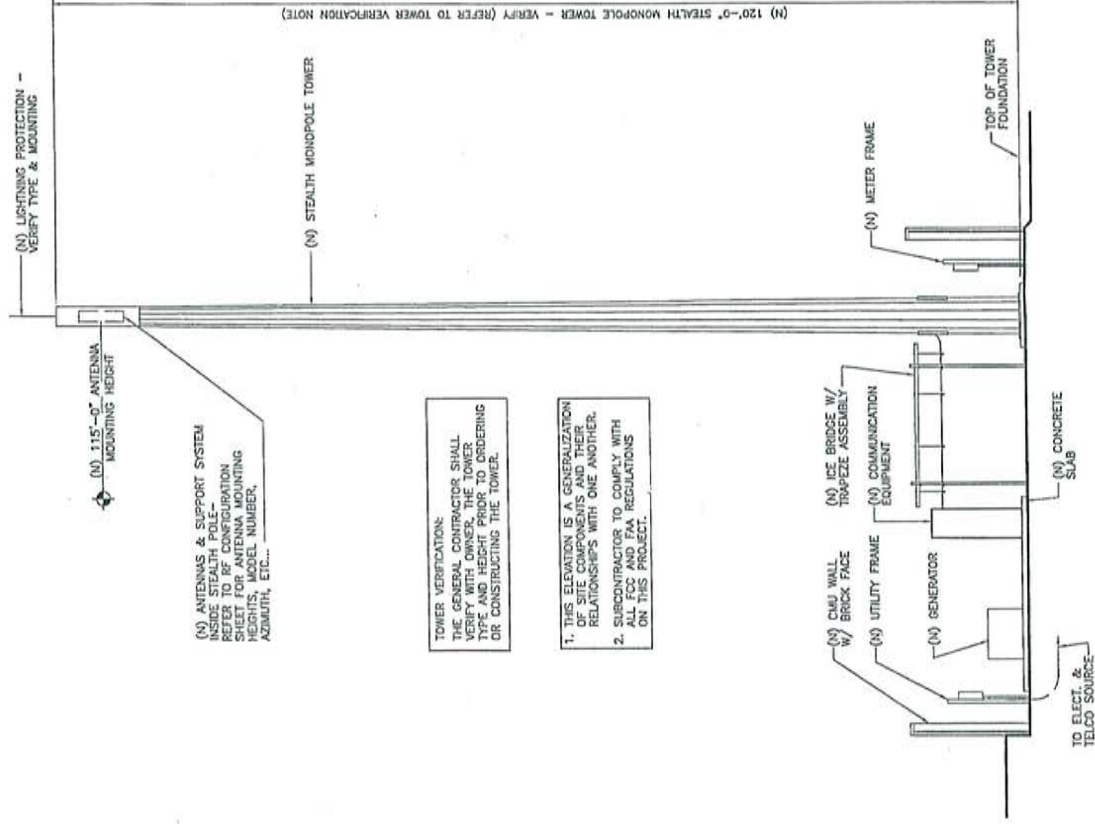 (N) LIGHTNING PROTECTION –
VERIFY TYPE & MOUNTING
(N) 120'-0" STEALTH MONOPOLE TOWER – VERIFY (REFER TO TOWER VERIFICATION NOTE)
(N) 115'-0" ANTENNA
MOUNTING HEIGHT
(N) STEALTH MONOPOLE TOWER
(N) ANTENNAS & SUPPORT SYSTEM
INSIDE STEALTH POLE–
REFER TO RF CONFIGURATION
SHEET FOR ANTENNA MOUNTING
HEIGHTS, MODEL NUMBER,
AZIMUTH, ETC...
TOWER VERIFICATION:
THE GENERAL CONTRACTOR SHALL
VERIFY WITH OWNER, THE TOWER
TYPE AND HEIGHT PRIOR TO ORDERING
OR CONSTRUCTING THE TOWER.
1. THIS ELEVATION IS A GENERALIZATION
OF SITE COMPONENTS AND THEIR
RELATIONSHIPS WITH ONE ANOTHER.
2. SUBCONTRACTOR TO COMPLY WITH
ALL FCC AND FAA REGULATIONS
ON THIS PROJECT.
(N) CMU WALL
W/ BRICK FACE
(N) UTILITY FRAME
(N) GENERATOR
(N) ICE BRIDGE W/
TRAPEZE ASSEMBLY
(N) COMMUNICATION
EQUIPMENT
(N) METER FRAME
TOP OF TOWER
FOUNDATION
(N) CONCRETE
SLAB
TO ELECT. &
TELCO SOURCE